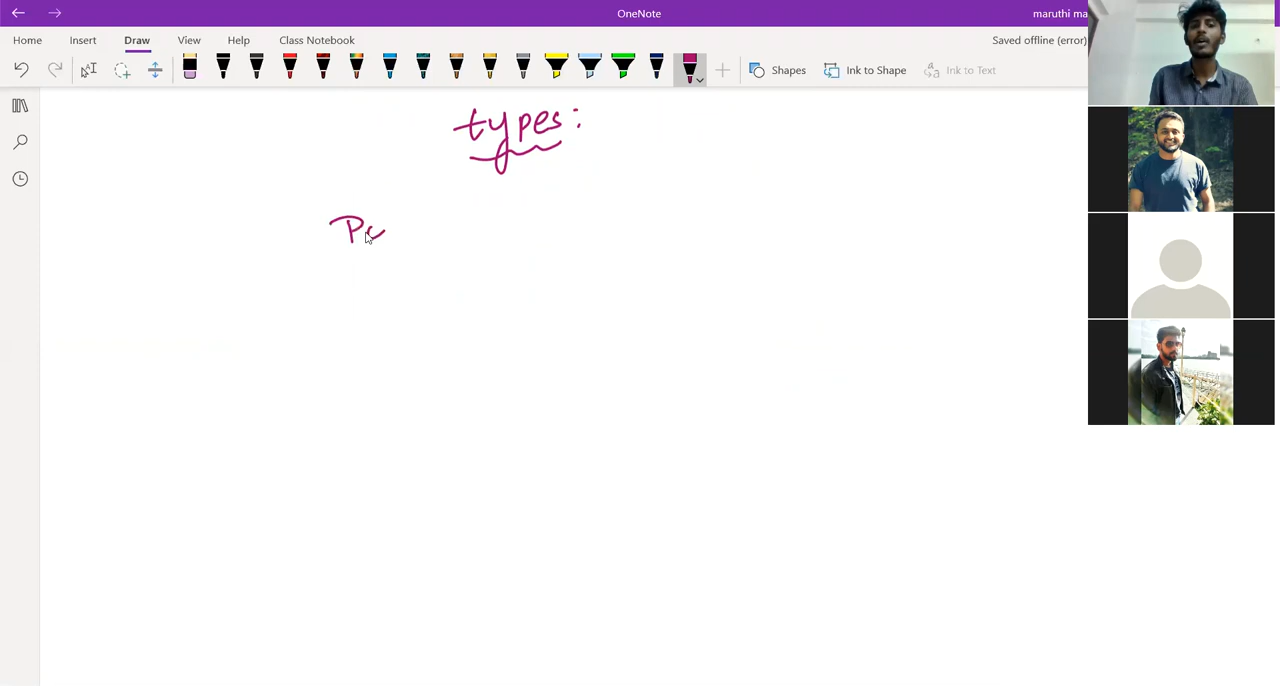 OneNote
maruthi ma
Home Insert Draw View Help Class Notebook
Saved offline (error)
Shapes Ink to Shape Ink to Text
types: